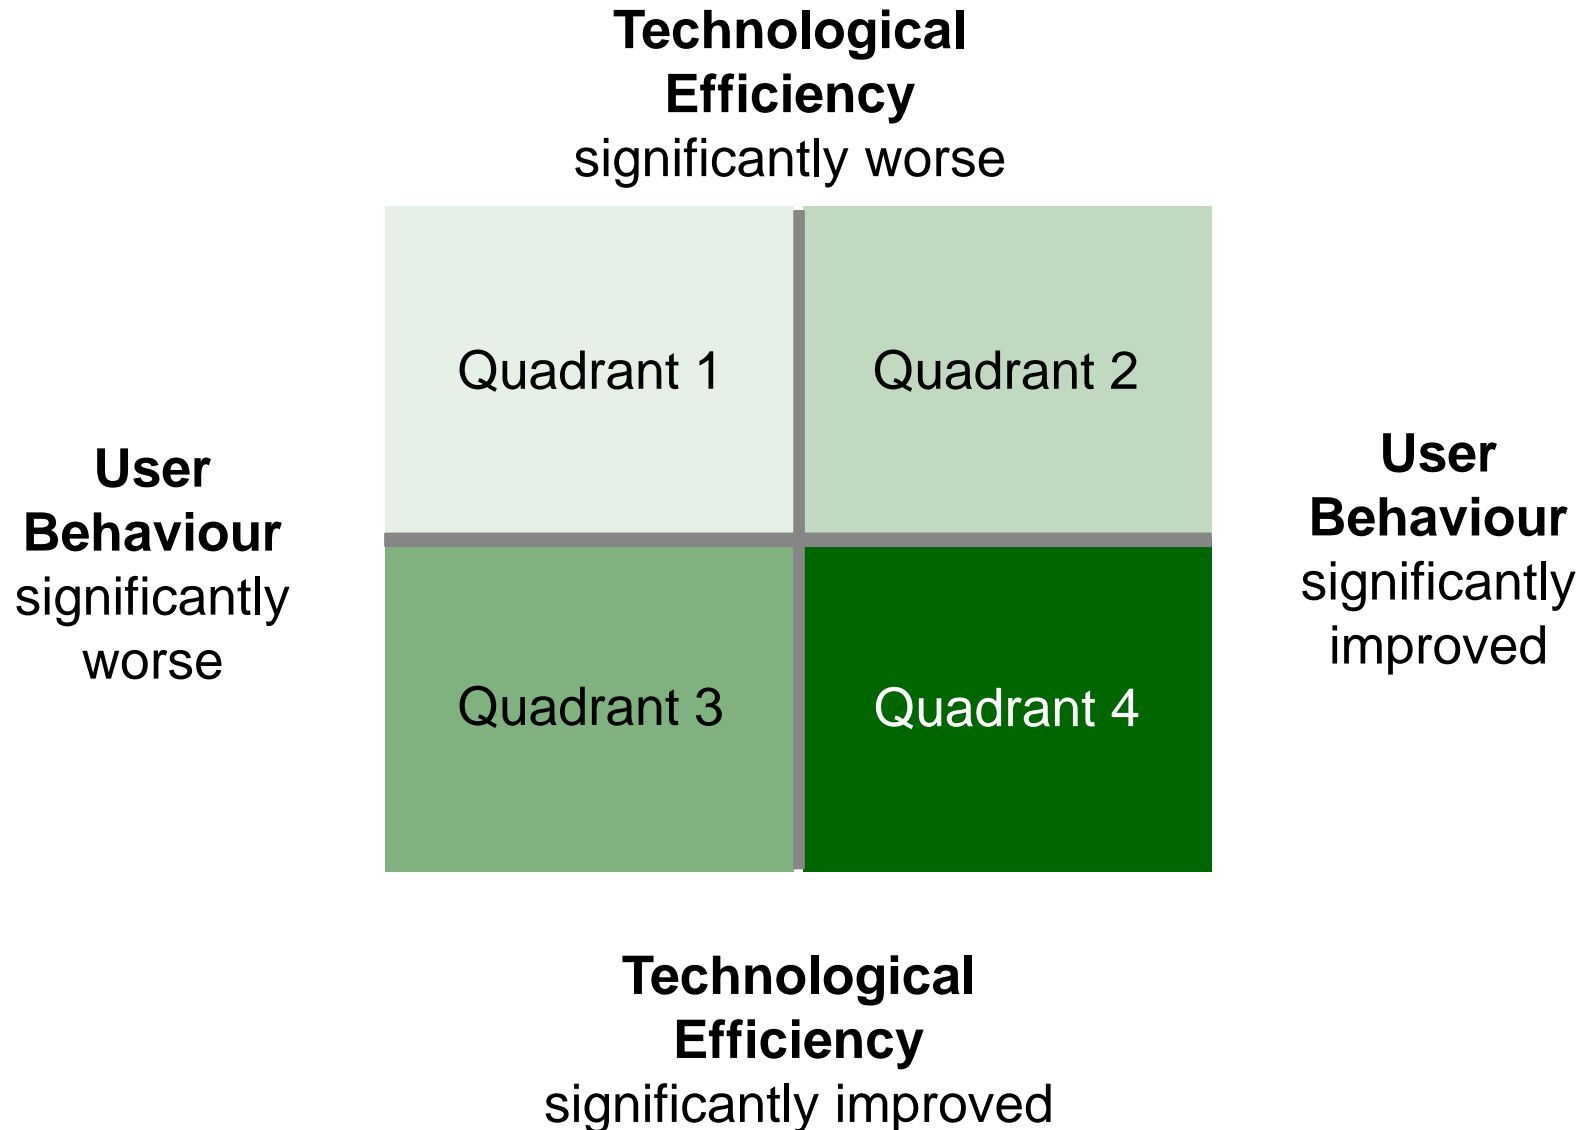 Technological
Efficiency
significantly worse
Quadrant 1
Quadrant 2
User
Behaviour
significantly
worse
User
Behaviour
significantly
improved
Quadrant 3
Quadrant 4
Technological
Efficiency
significantly improved